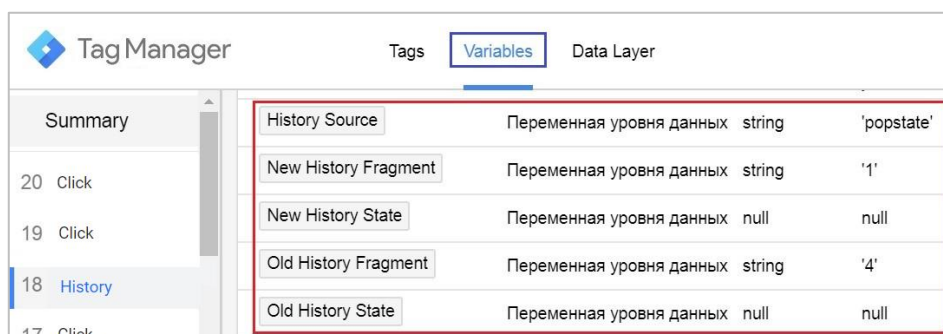 Tag Manager
Tags Variables Data Layer
Summary
20 Click
19 Click
18 History
17 Click
History Source Переменная уровня данных string 'popstate'
New History Fragment Переменная уровня данных string '1'
New History State Переменная уровня данных null null
Old History Fragment Переменная уровня данных string '4'
Old History State Переменная уровня данных null null